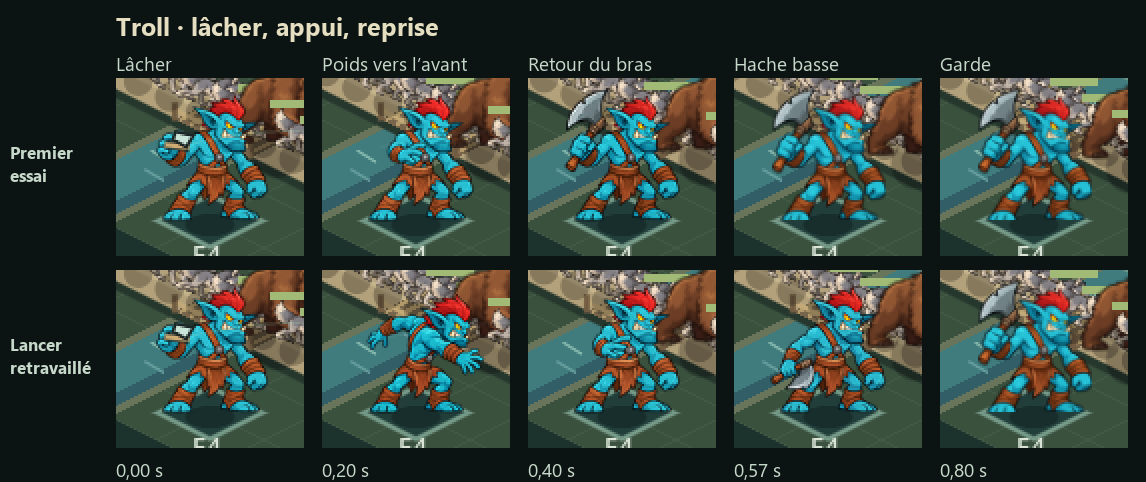 Troll · lâcher, appui, reprise
Lâcher
Poids vers l’avant
Retour du bras
Hache basse
Garde
Premier
essai
Lancer
retravaillé
0,00 s
0,20 s
0,40 s
0,57 s
0,80 s